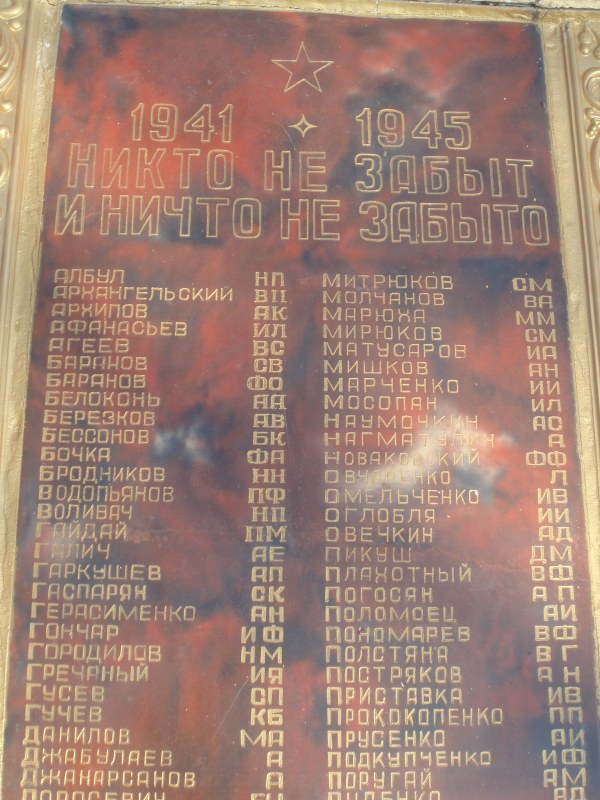 1941 1945
НИКТО НЕ ЗАБЫТ
И НИЧТО НЕ ЗАБЫТО
АЛБУЛ НП
АРХАНГЕЛЬСКИЙ ВП
АРХИПОВ АК
АФАНАСЬЕВ ИЛ
АГЕЕВ ВС
БАРАНОВ СВ
БАРАНОВ ФО
БЕЛОКОНЬ АА
БЕРЕЗКОВ АВ
БЕССОНОВ БК
БОЧКА ФА
БРОДНИКОВ НН
ВОДОПЬЯНОВ ПФ
ВОЛИВАЧ НП
ГАЙДАЙ ПМ
ГАЛИЧ АЕ
ГАРКУШЕВ АП
ГАСПАРЯН СК
ГЕРАСИМЕНКО АН
ГОНЧАР ИФ
ГОРОДИЛОВ НМ
ГРЕЧАНЫЙ ИЯ
ГУСЕВ СП
ГУЧЕВ КБ
ДАНИЛОВ МА
ДЖАБУЛАЕВ А
ДЖАНАРСАНОВ А
МИТРЮКОВ СМ
МОЛЧАНОВ ВА
МАРЮХА ММ
МИРЮКОВ СМ
МАТУСАРОВ ИА
МИШКОВ АН
МАРЧЕНКО ИИ
МОСОПАН ИЛ
НАУМОЧКИН АС
НАГМАТУЛИН А
НОВАКОВСКИЙ ФФ
ОВЧАРЕНКО Л
ОМЕЛЬЧЕНКО ИВ
ОГЛОБЛЯ ИИ
ОВЕЧКИН АД
ПИКУШ ДМ
ПЛАХОТНЫЙ ВФ
ПОГОСЯН АП
ПОЛОМОЕЦ АИ
ПОНОМАРЕВ ВФ
ПОЛСТЯНА ВГ
ПОСТРЯКОВ АН
ПРИСТАВКА ИВ
ПРОКОКОПЕНКО ПП
ПРУСЕНКО АИ
ПОДКУПЧЕНКО ИФ
ПОРУГАЙ АМ